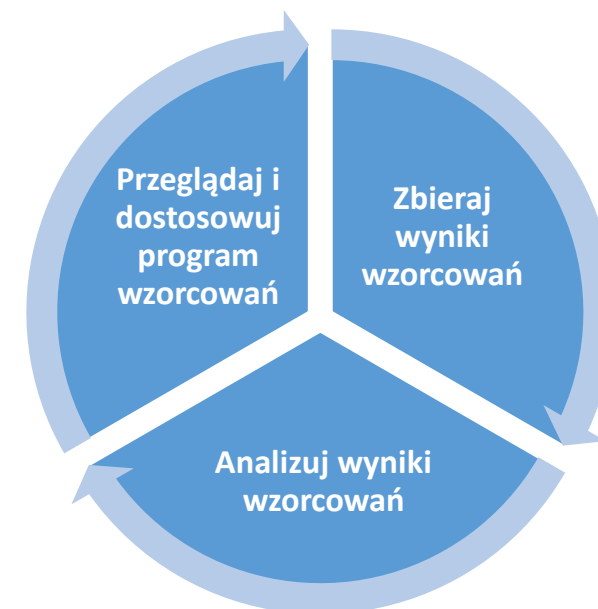 Przeglądaj i
dostosowuj
program
wzorcowań
Zbieraj
wyniki
wzorcowań
Analizuj wyniki
wzorcowań